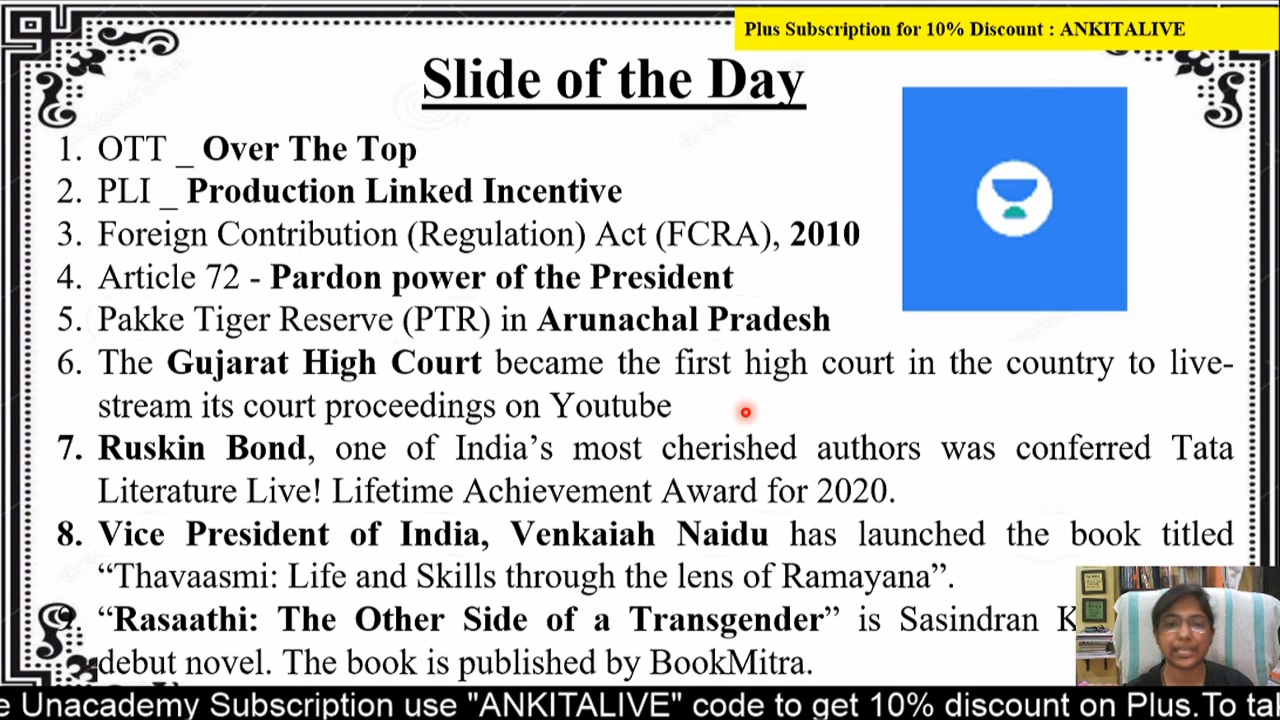 Plus Subscription for 10% Discount : ANKITALIVE
Slide of the Day
1. OTT _ Over The Top
2. PLI _ Production Linked Incentive
3. Foreign Contribution (Regulation) Act (FCRA), 2010
4. Article 72 - Pardon power of the President
5. Pakke Tiger Reserve (PTR) in Arunachal Pradesh
6. The Gujarat High Court became the first high court in the country to live-
stream its court proceedings on Youtube
7. Ruskin Bond, one of India’s most cherished authors was conferred Tata
Literature Live! Lifetime Achievement Award for 2020.
8. Vice President of India, Venkaiah Naidu has launched the book titled
“Thavaasmi: Life and Skills through the lens of Ramayana”.
9. “Rasaathi: The Other Side of a Transgender” is Sasindran
debut novel. The book is published by BookMitra.
e Unacademy Subscription use "ANKITALIVE" code to get 10% discount on Plus.To ta